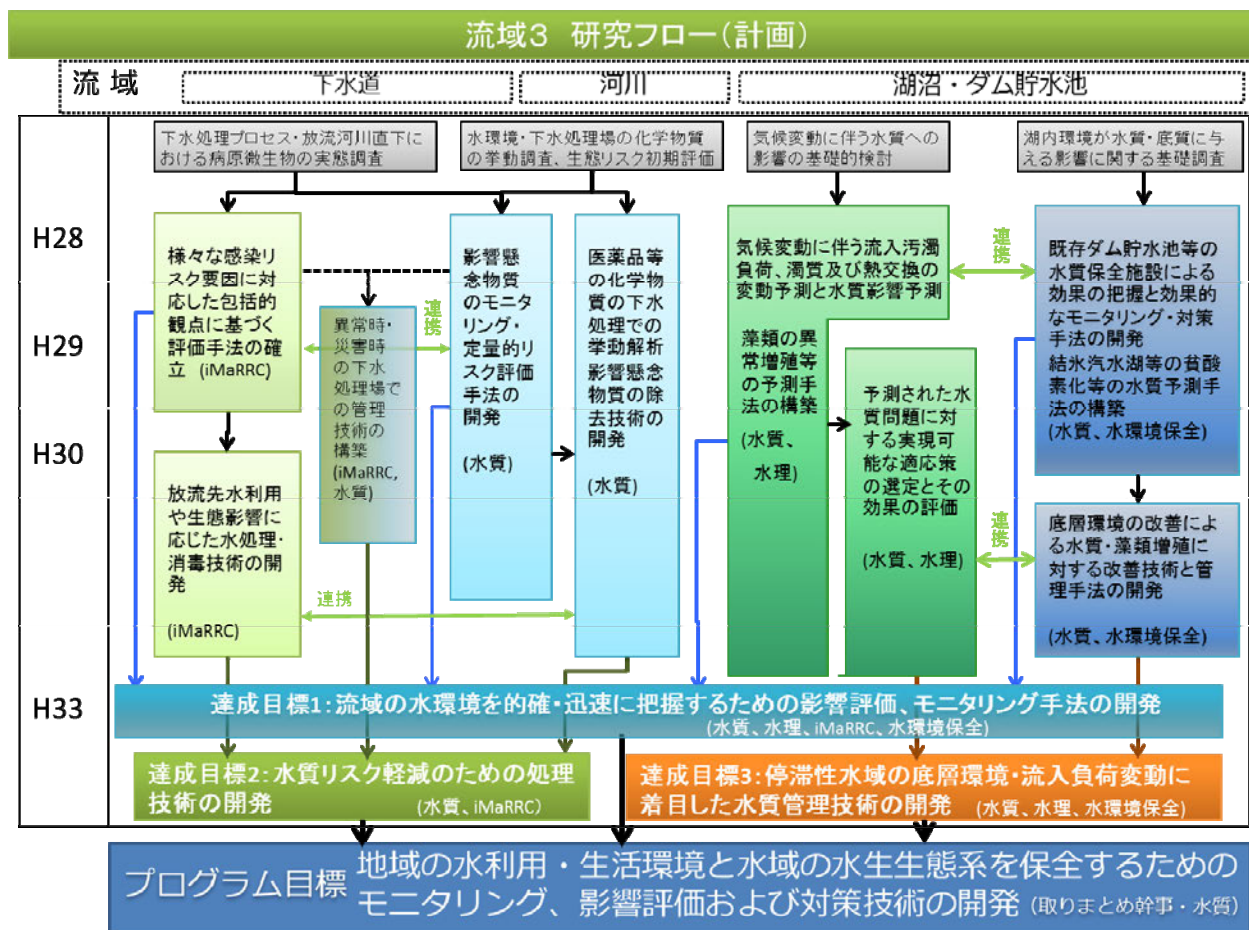 流域3 研究フロー(計画)
流 域
下水道
河川
湖沼・ダム貯水池
下水処理プロセス・放流河川直下に
おける病原微生物の実態調査
水環境・下水処理場の化学物質
の挙動調査、生態リスク初期評価
気候変動に伴う水質への
影響の基礎的検討
湖内環境が水質・底質に与
える影響に関する基礎調査
H28
H29
H30
H33
様々な感染リ
スク要因に対
応した包括的
観点に基づく
評価手法の確
立 (iMaRRC)
異常時・
災害時
の下水
処理場で
の管理
技術の
構築
(iMaRRC,
水質)
連携
影響懸
念物質
のモニタ
リング・
定量的リ
スク評価
手法の
開発
(水質)
医薬品等
の化学物
質の下水
処理での
挙動解析
影響懸念
物質の除
去技術の
開発
(水質)
放流先水利用
や生態影響に
応じた水処理・
消毒技術の開
発
(iMaRRC)
連携
気候変動に伴う流入汚濁
負荷、濁質及び熱交換の
変動予測と水質影響予測
藻類の異
常増殖等
の予測手
法の構築
(水質、
水理)
予測された水
質問題に対
する実現可
能な適応策
の選定とその
効果の評価
(水質、水理)
連携
既存ダム貯水池等の
水質保全施設による
効果の把握と効果的
なモニタリング・対策
手法の開発
結氷汽水湖等の貧酸
素化等の水質予測手
法の構築
(水質、水環境保全)
連携
底層環境の改善によ
る水質・藻類増殖に
対する改善技術と管
理手法の開発
(水質、水環境保全)
達成目標1:流域の水環境を的確・迅速に把握するための影響評価、モニタリング手法の開発
(水質、水理、iMaRRC、水環境保全)
達成目標2:水質リスク軽減のための処理
技術の開発 (水質、iMaRRC)
達成目標3:停滞性水域の底層環境・流入負荷変動に
着目した水質管理技術の開発 (水質、水理、水環境保全)
プログラム目標 地域の水利用・生活環境と水域の水生生態系を保全するための
モニタリング、影響評価および対策技術の開発 (取りまとめ幹事・水質)